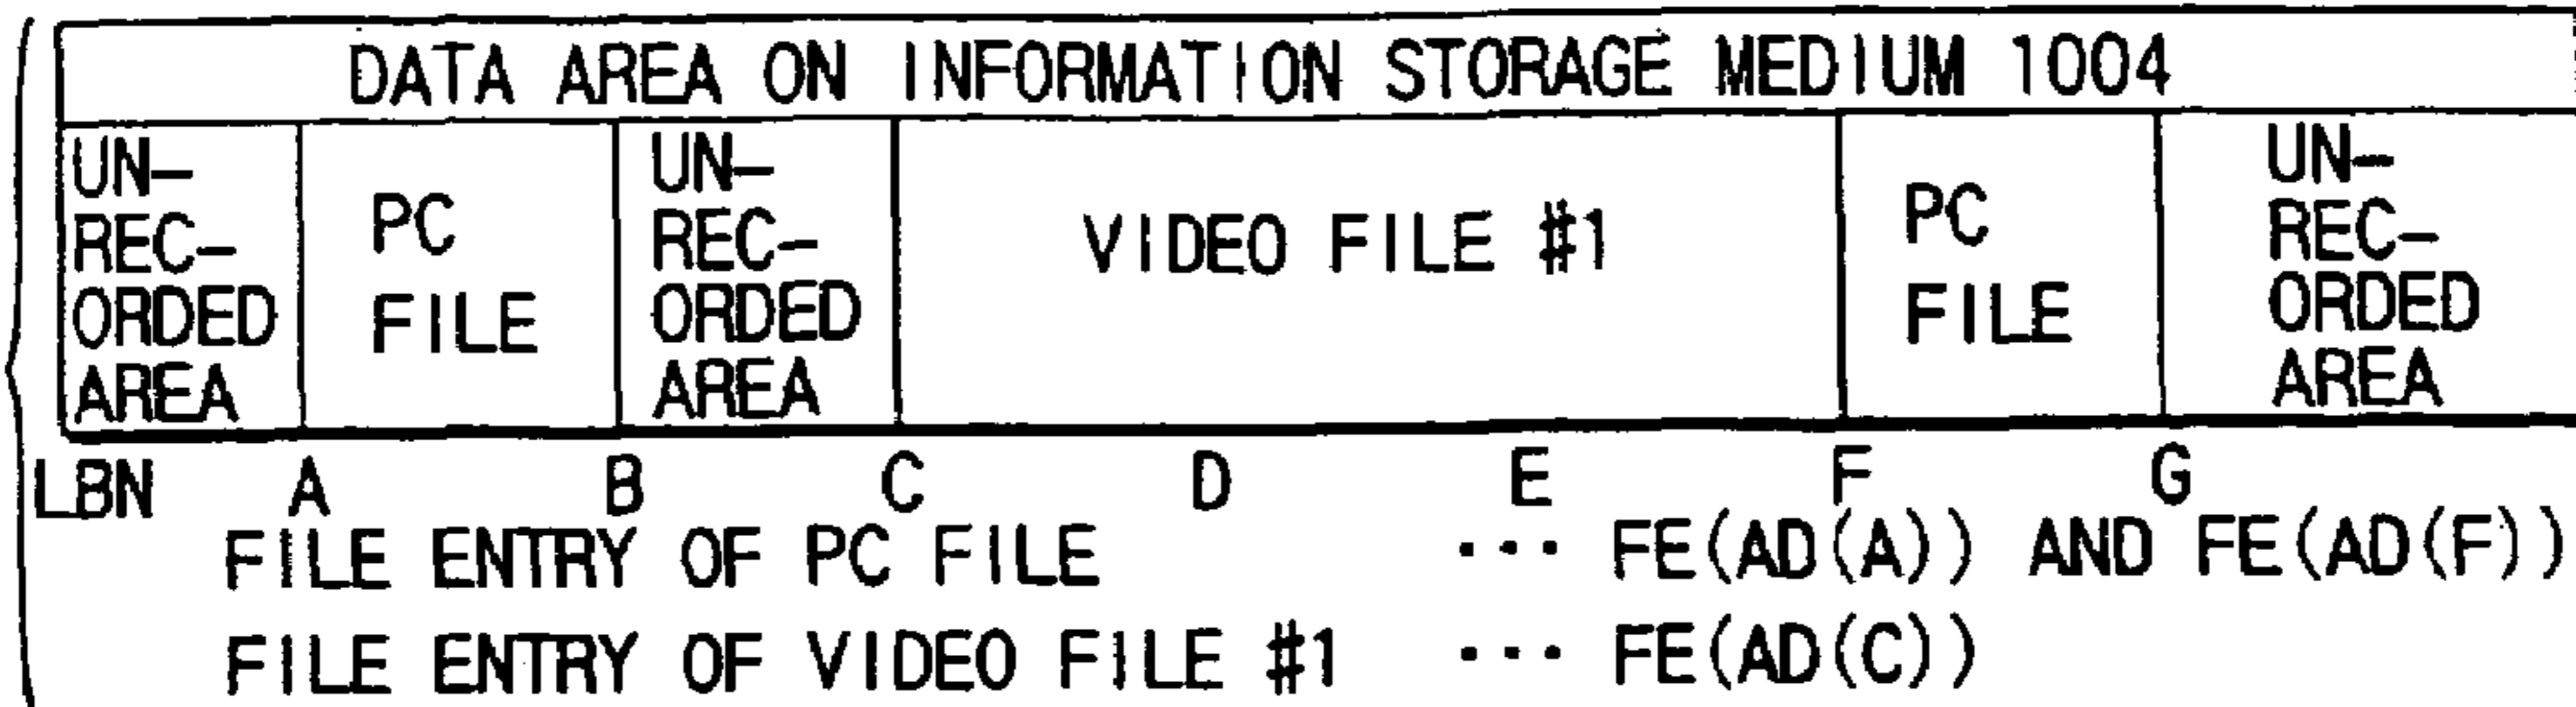 DATA AREA ON INFORMATION STORAGE MEDIUM 1004
UN-
REC-
ORDED
AREA
PC
FILE
UN-
REC-
ORDED
AREA
VIDEO FILE #1
PC
FILE
UN-
REC-
ORDED
AREA
LBN A B C D E F G
FILE ENTRY OF PC FILE ··· FE(AD(A)) AND FE(AD(F))
FILE ENTRY OF VIDEO FILE #1 ··· FE(AD(C))